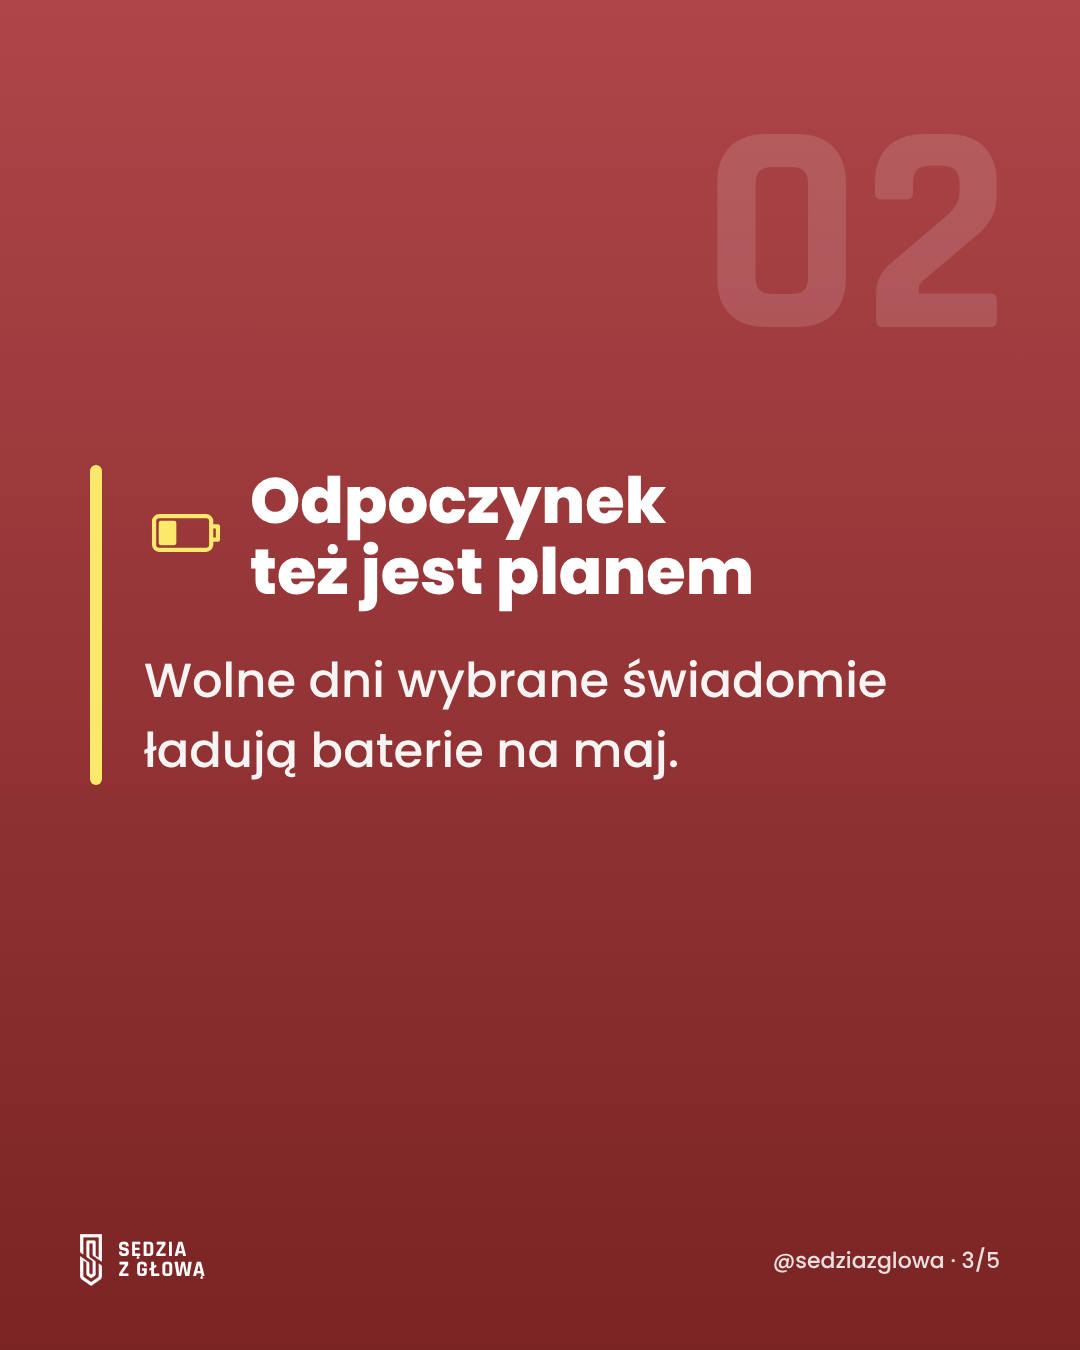 02
Odpoczynek
też jest planem
Wolne dni wybrane świadomie
ładują baterie na maj.
SĘDZIA
Z GŁOWĄ
@sedziazglowa · 3/5